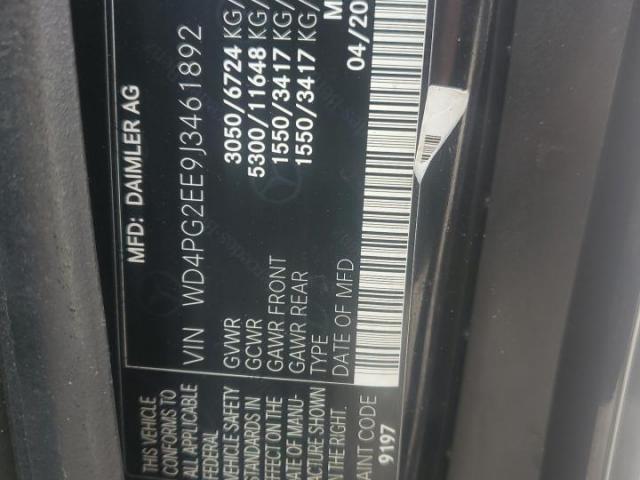 MFD: DAIMLER AG
VIN WD4PG2EE9J3461892
GVWR 3050/6724 KG/
GCWR 5300/11648 KG/
GAWR FRONT 1550/3417 KG/
GAWR REAR 1550/3417 KG/
TYPE
DATE OF MFD 04/20
THIS VEHICLE
CONFORMS TO
ALL APPLICABLE
FEDERAL
VEHICLE SAFETY
STANDARDS IN
EFFECT ON THE
DATE OF MANU-
FACTURE SHOWN
IN THE RIGHT.
PAINT CODE
9197